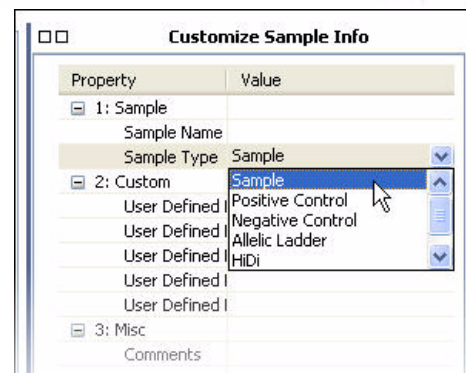 Customize Sample Info
Property Value
1: Sample
Sample Name
Sample Type Sample
2: Custom Sample
User Defined Positive Control
User Defined Negative Control
User Defined Allelic Ladder
User Defined HiDi
User Defined
3: Misc
Comments